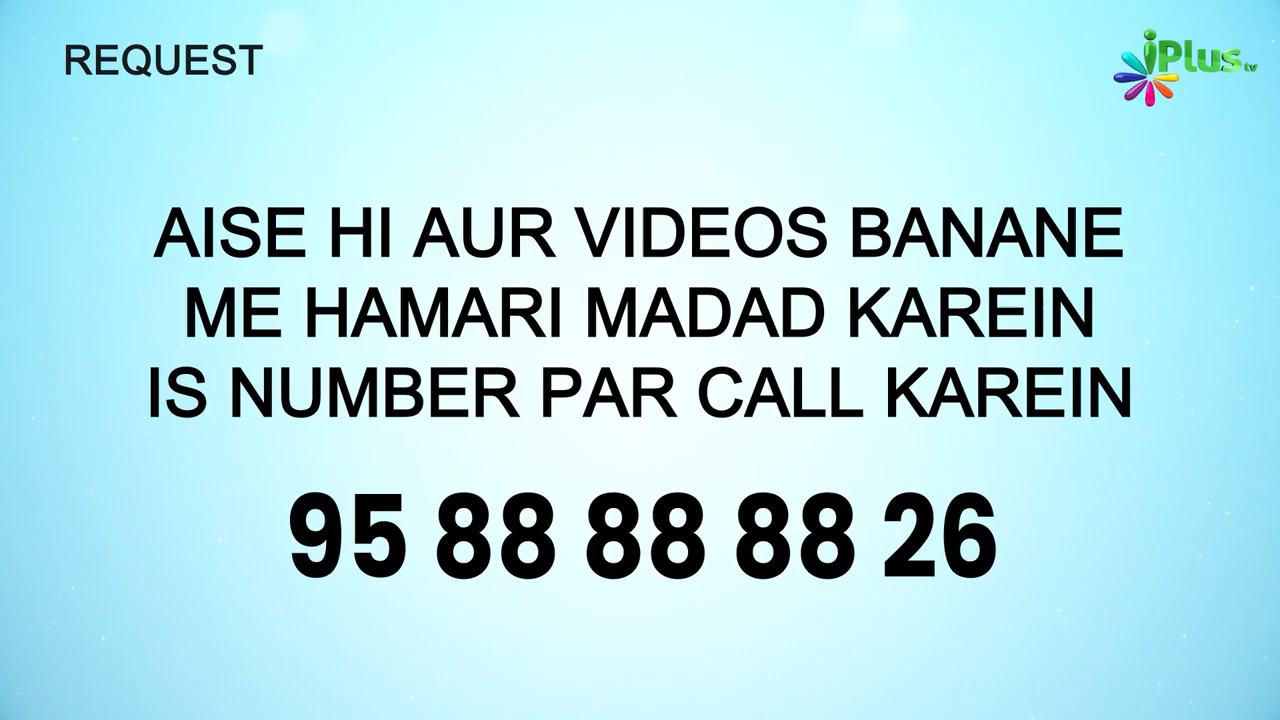 REQUEST
iPlus tv
AISE HI AUR VIDEOS BANANE
ME HAMARI MADAD KAREIN
IS NUMBER PAR CALL KAREIN
95 88 88 88 26